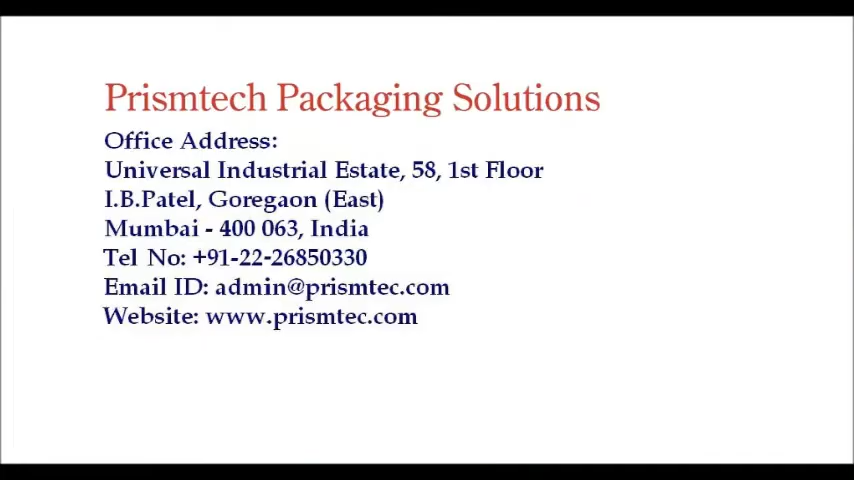 Prismtech Packaging Solutions
Office Address:
Universal Industrial Estate, 58, 1st Floor
I.B.Patel, Goregaon (East)
Mumbai - 400 063, India
Tel No: +91-22-26850330
Email ID: admin@prismtec.com
Website: www.prismtec.com